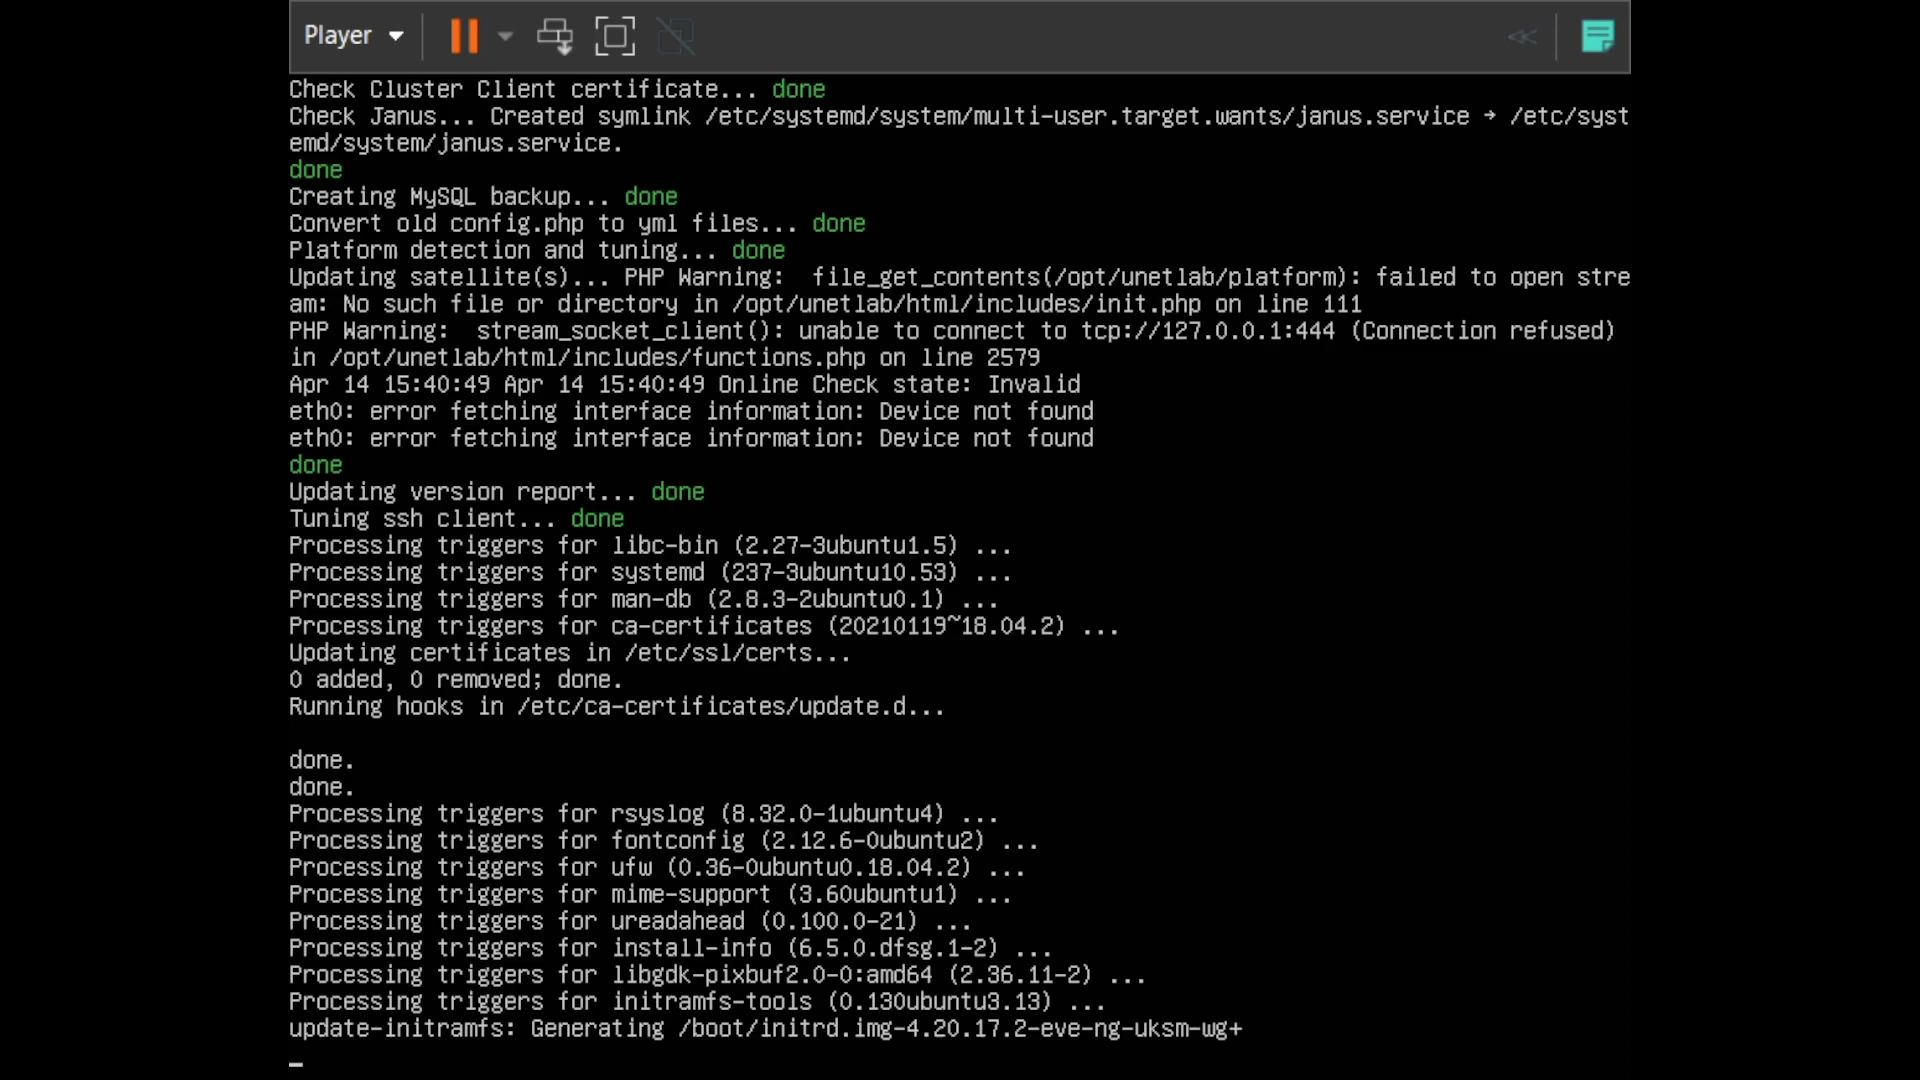 Player
Check Cluster Client certificate... done
Check Janus... Created symlink /etc/systemd/system/multi-user.target.wants/janus.service → /etc/syst
emd/system/janus.service.
done
Creating MySQL backup... done
Convert old config.php to yml files... done
Platform detection and tuning... done
Updating satellite(s)... PHP Warning:  file_get_contents(/opt/unetlab/platform): failed to open stre
am: No such file or directory in /opt/unetlab/html/includes/init.php on line 111
PHP Warning:  stream_socket_client(): unable to connect to tcp://127.0.0.1:444 (Connection refused)
in /opt/unetlab/html/includes/functions.php on line 2579
Apr 14 15:40:49 Apr 14 15:40:49 Online Check state: Invalid
eth0: error fetching interface information: Device not found
eth0: error fetching interface information: Device not found
done
Updating version report... done
Tuning ssh client... done
Processing triggers for libc-bin (2.27-3ubuntu1.5) ...
Processing triggers for systemd (237-3ubuntu10.53) ...
Processing triggers for man-db (2.8.3-2ubuntu0.1) ...
Processing triggers for ca-certificates (20210119~18.04.2) ...
Updating certificates in /etc/ssl/certs...
0 added, 0 removed; done.
Running hooks in /etc/ca-certificates/update.d...
done.
done.
Processing triggers for rsyslog (8.32.0-1ubuntu4) ...
Processing triggers for fontconfig (2.12.6-0ubuntu2) ...
Processing triggers for ufw (0.36-0ubuntu0.18.04.2) ...
Processing triggers for mime-support (3.60ubuntu1) ...
Processing triggers for ureadahead (0.100.0-21) ...
Processing triggers for install-info (6.5.0.dfsg.1-2) ...
Processing triggers for libgdk-pixbuf2.0-0:amd64 (2.36.11-2) ...
Processing triggers for initramfs-tools (0.130ubuntu3.13) ...
update-initramfs: Generating /boot/initrd.img-4.20.17.2-eve-ng-uksm-wg+